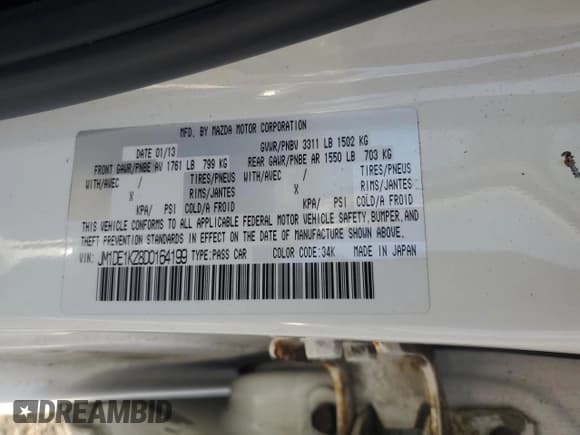 MFD. BY MAZDA MOTOR CORPORATION
DATE 01/13 GVWR/PNBV 3311 LB 1502 KG
FRONT GAWR/PNBE AV 1761 LB 799 KG REAR GAWR/PNBE AR 1550 LB 703 KG
WITH/AVEC / TIRES/PNEUS WITH/AVEC / TIRES/PNEUS
X RIMS/JANTES X RIMS/JANTES
KPA/ PSI COLD/A FROID KPA/ PSI COLD/A FROID
THIS VEHICLE CONFORMS TO ALL APPLICABLE FEDERAL MOTOR VEHICLE SAFETY, BUMPER, AND
THEFT PREVENTION STANDARDS IN EFFECT ON THE DATE OF MANUFACTURE SHOWN ABOVE.
VIN: JM1DE1KZ8D0164199 TYPE:PASS CAR COLOR CODE:34K MADE IN JAPAN
DREAMBID